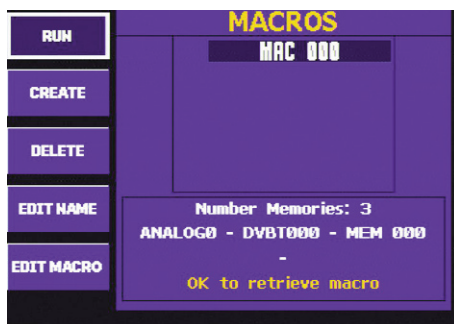 MACROS
RUN
MAC 000
CREATE
DELETE
EDIT NAME
EDIT MACRO
Number Memories: 3
ANALOG0 - DVBT000 - MEM 000
-
OK to retrieve macro